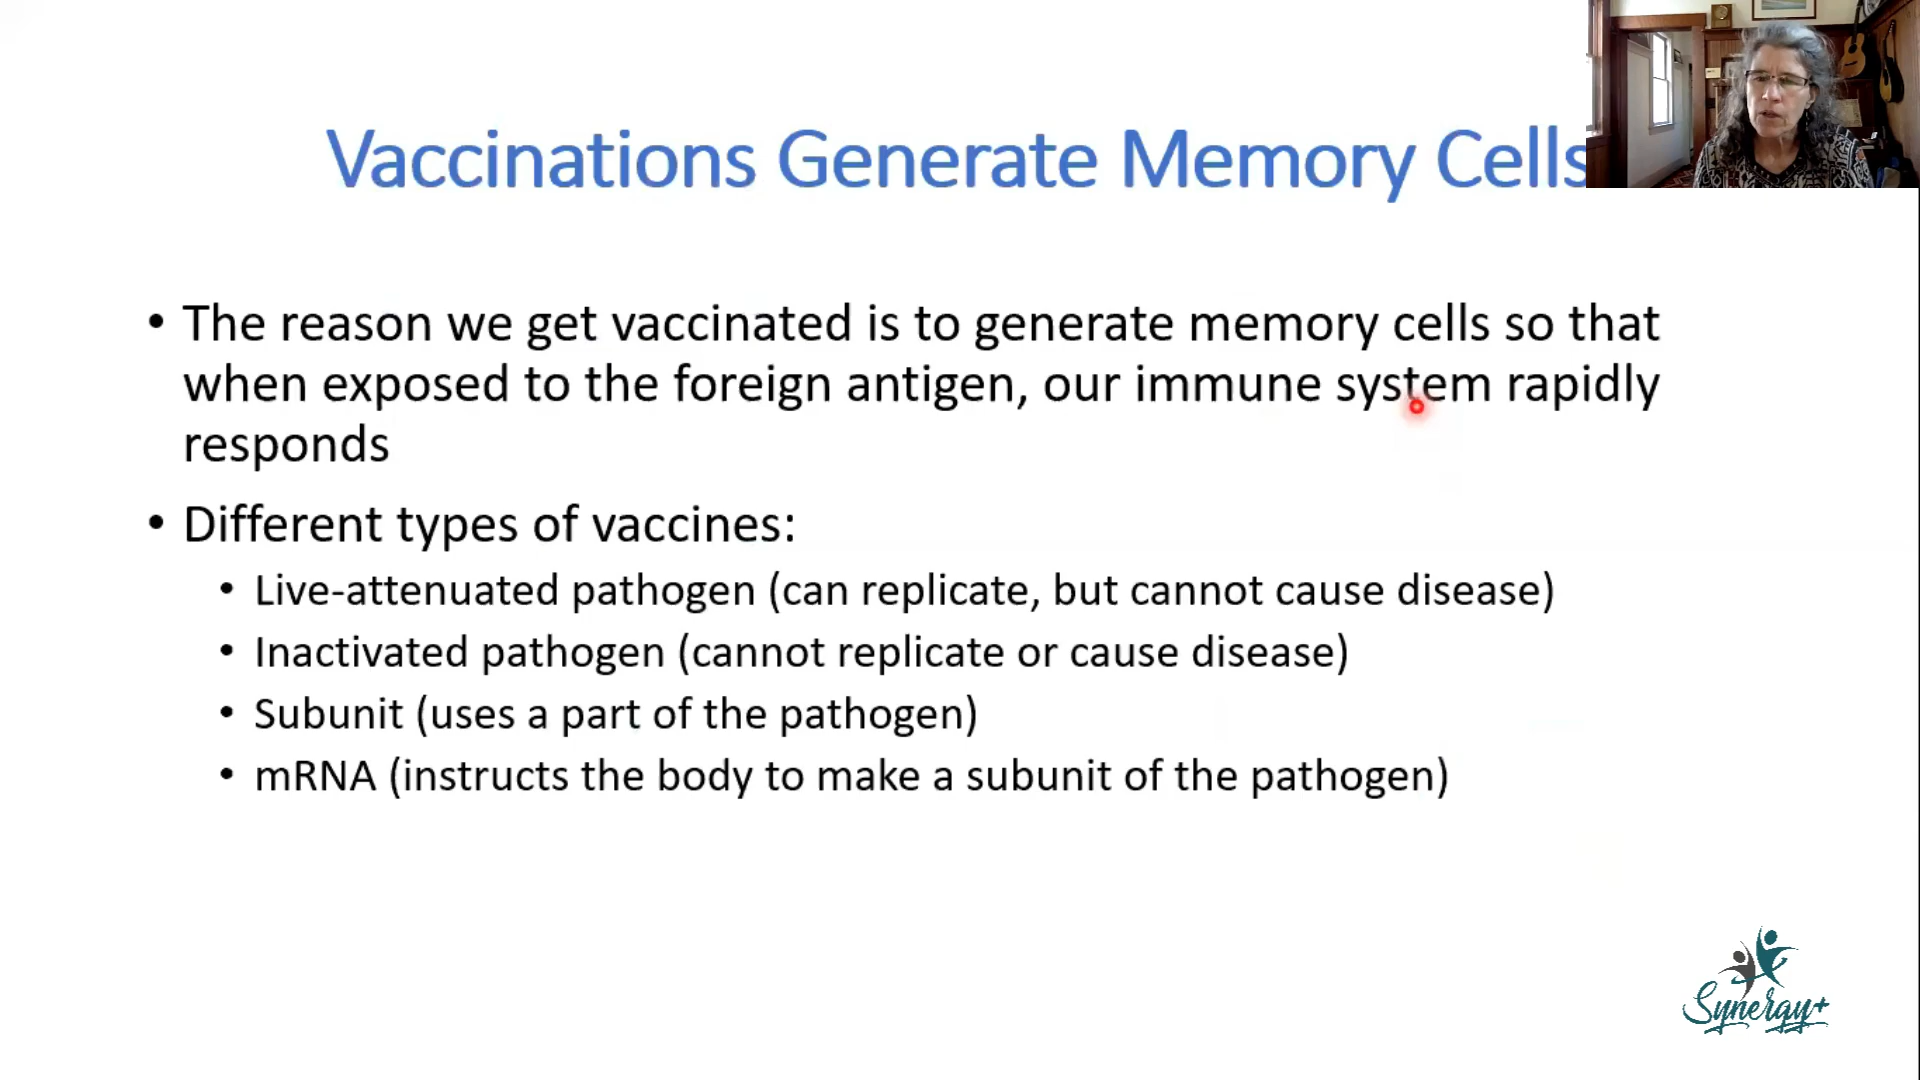 Vaccinations Generate Memory Cells
• The reason we get vaccinated is to generate memory cells so that
when exposed to the foreign antigen, our immune system rapidly
responds
• Different types of vaccines:
• Live-attenuated pathogen (can replicate, but cannot cause disease)
• Inactivated pathogen (cannot replicate or cause disease)
• Subunit (uses a part of the pathogen)
• mRNA (instructs the body to make a subunit of the pathogen)
Synergy+